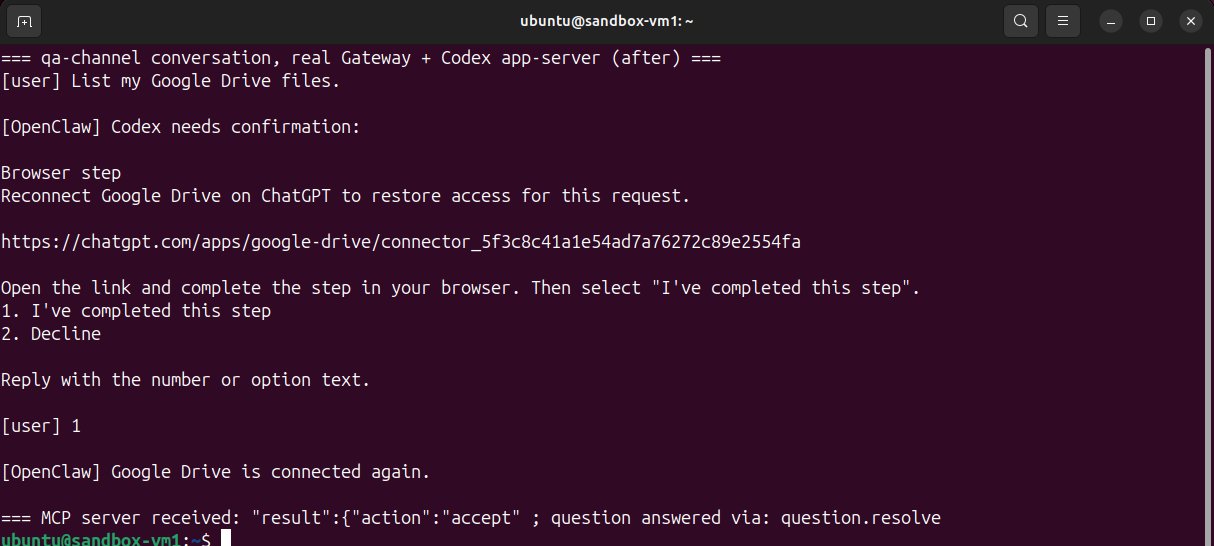 ubuntu@sandbox-vm1: ~
=== qa-channel conversation, real Gateway + Codex app-server (after) ===
[user] List my Google Drive files.
[OpenClaw] Codex needs confirmation:
Browser step
Reconnect Google Drive on ChatGPT to restore access for this request.
https://chatgpt.com/apps/google-drive/connector_5f3c8c41a1e54ad7a76272c89e2554fa
Open the link and complete the step in your browser. Then select "I've completed this step".
1. I've completed this step
2. Decline
Reply with the number or option text.
[user] 1
[OpenClaw] Google Drive is connected again.
=== MCP server received: "result":{"action":"accept" ; question answered via: question.resolve
ubuntu@sandbox-vm1:~$